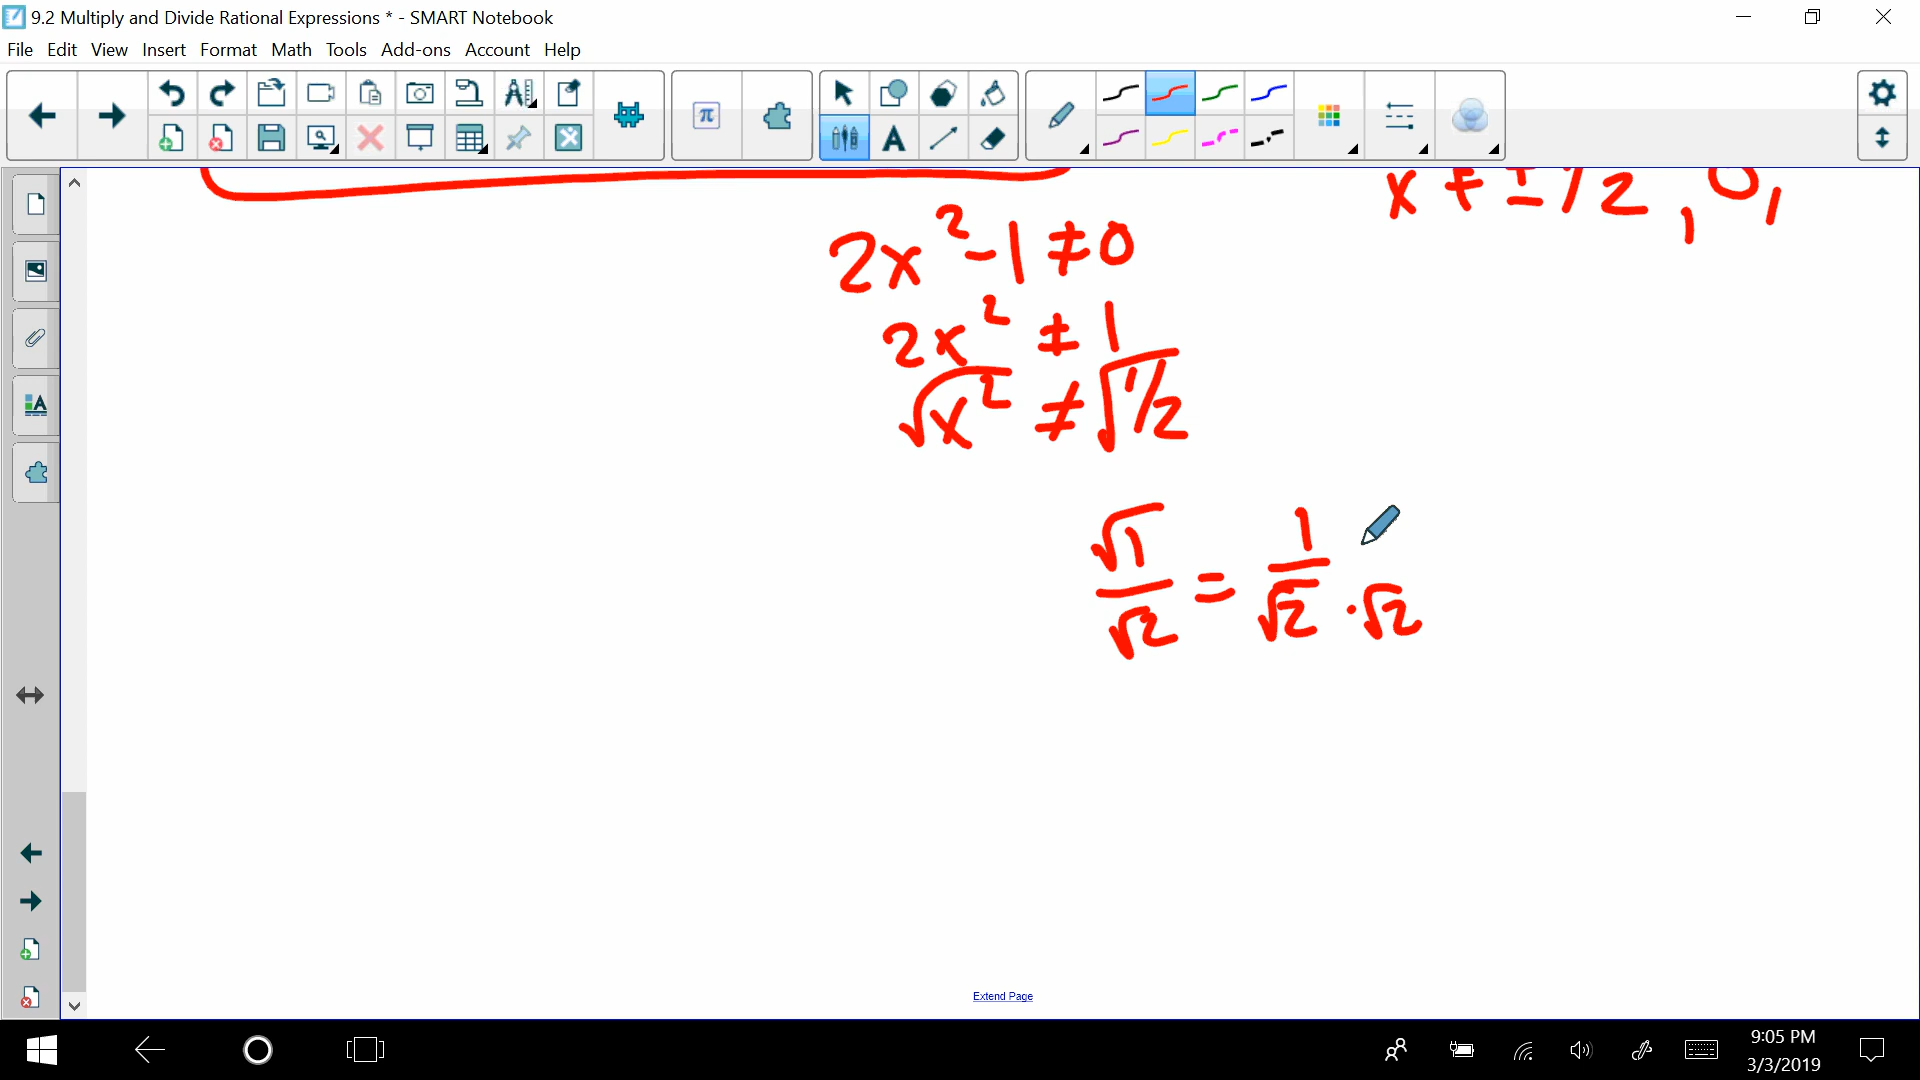 9.2 Multiply and Divide Rational Expressions * - SMART Notebook
File Edit View Insert Format Math Tools Add-ons Account Help
x ≠ ± 1/2 , 0,
2x² - 1 ≠ 0
2x² ≠ 1
√x² ≠ √1/2
√1/√2 = 1/√2 · √2
Extend Page
9:05 PM
3/3/2019